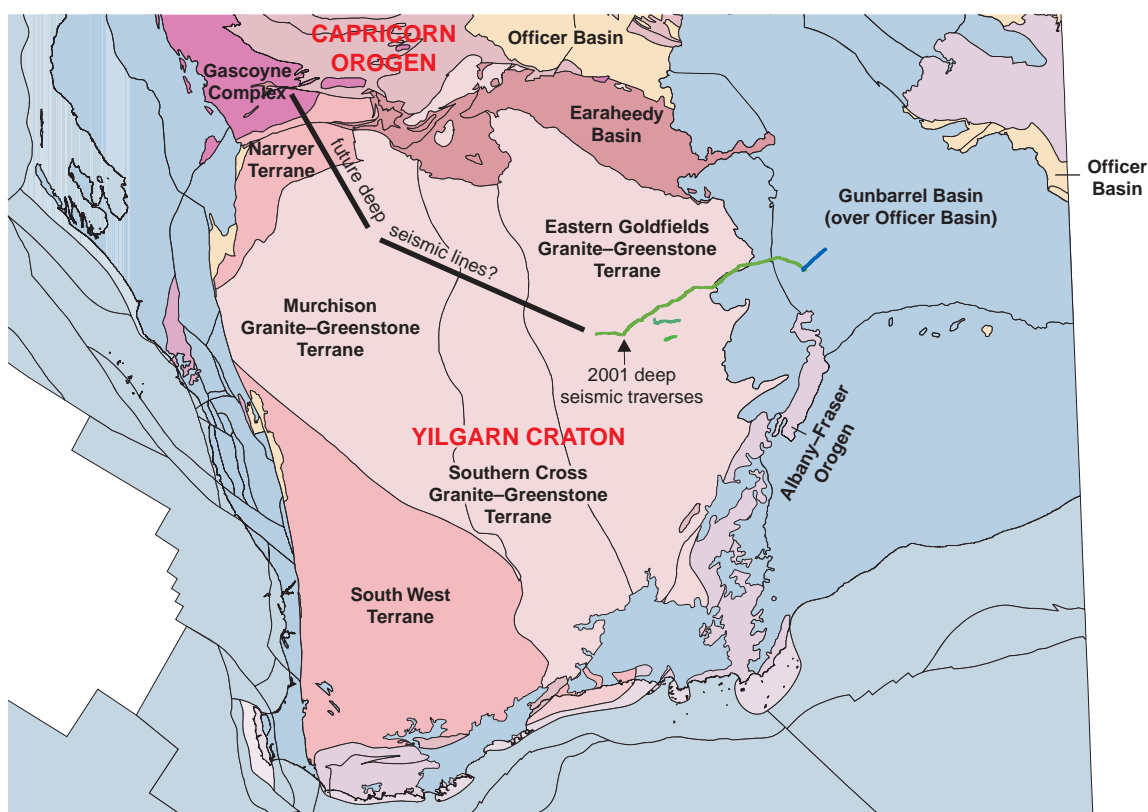 CAPRICORN
OROGEN
Officer Basin
Gascoyne
Complex
Earaheedy
Basin
Narryer
Terrane
future deep
seismic lines?
Officer
Basin
Gunbarrel Basin
(over Officer Basin)
Eastern Goldfields
Granite–Greenstone
Terrane
Murchison
Granite–Greenstone
Terrane
2001 deep
seismic traverses
YILGARN CRATON
Southern Cross
Granite–Greenstone
Terrane
Albany–Fraser
Orogen
South West
Terrane